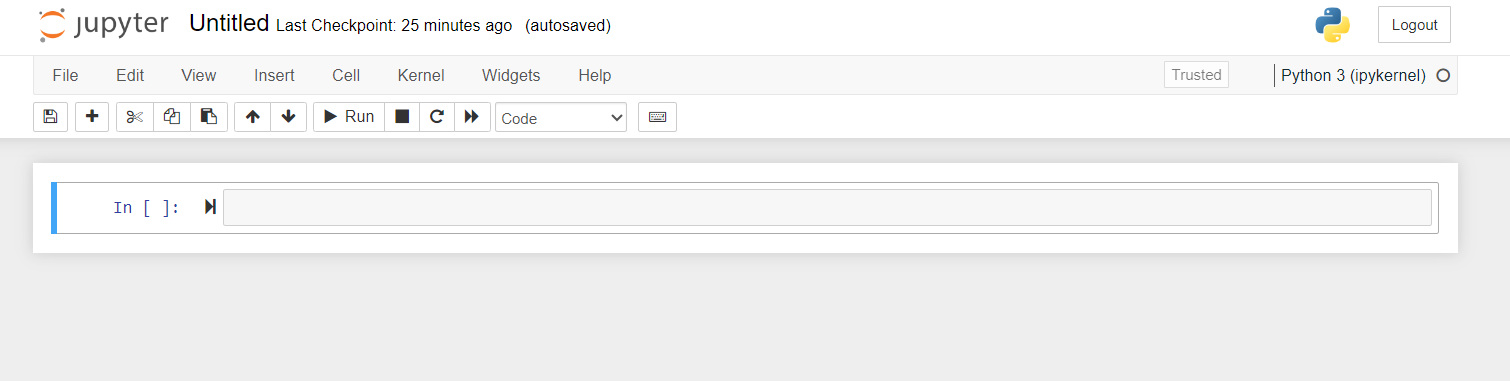 jupyter Untitled Last Checkpoint: 25 minutes ago (autosaved) Logout
File Edit View Insert Cell Kernel Widgets Help Trusted Python 3 (ipykernel)
Run Code
In [ ]: